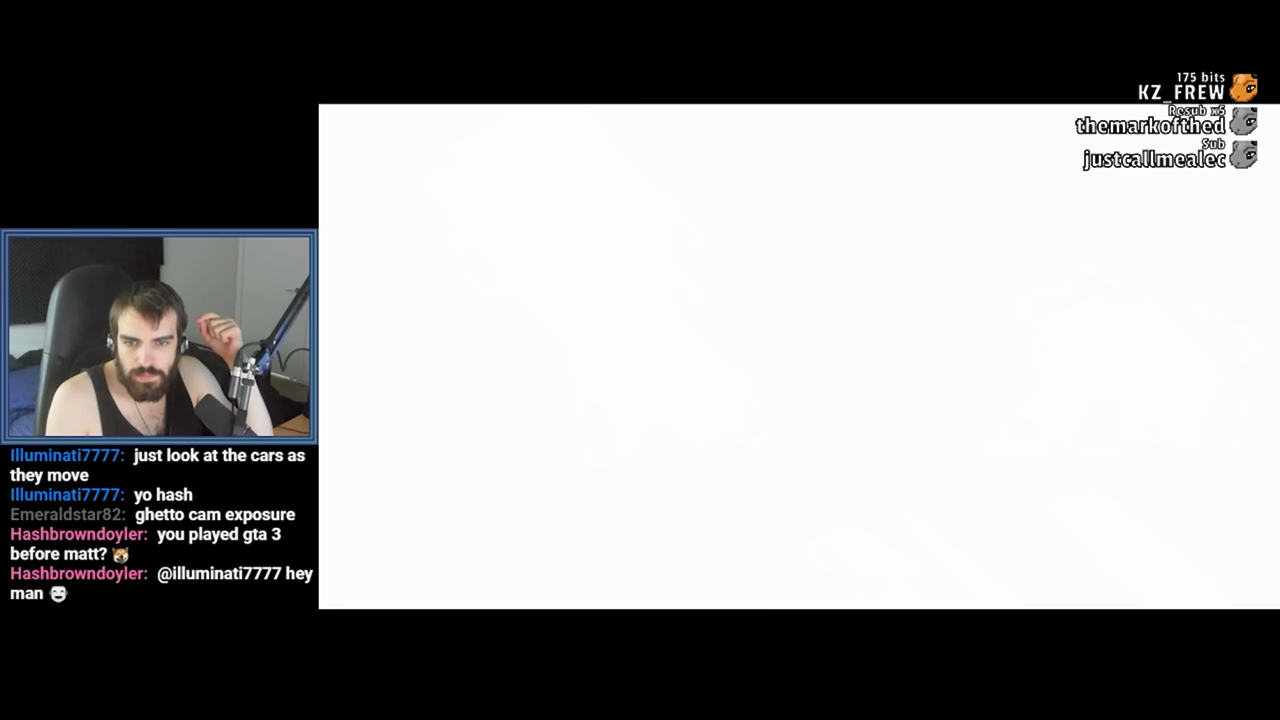 175 bits
KZ_FREW
Resub x5
themarkofthed
Sub
justcallmealec
Illuminati7777: just look at the cars as
they move
Illuminati7777: yo hash
Emeraldstar82: ghetto cam exposure
Hashbrowndoyler: you played gta 3
before matt?
Hashbrowndoyler: @illuminati7777 hey
man